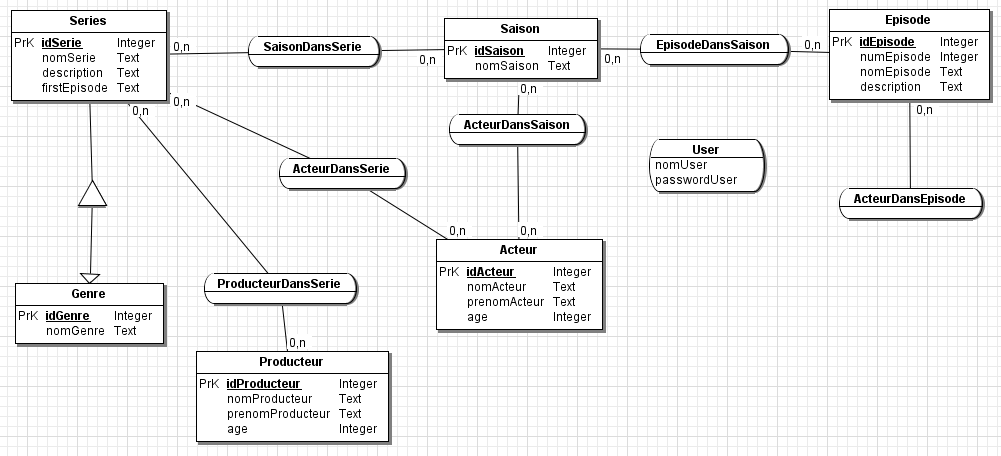 Series
PrK idSerie Integer
nomSerie Text
description Text
firstEpisode Text
0,n
0,n
0,n
SaisonDansSerie
0,n
Saison
PrK idSaison Integer
nomSaison Text
0,n
0,n
EpisodeDansSaison
0,n
Episode
PrK idEpisode Integer
numEpisode Integer
nomEpisode Text
description Text
0,n
ActeurDansSaison
User
nomUser
passwordUser
ActeurDansSerie
ActeurDansEpisode
0,n
0,n
Acteur
PrK idActeur Integer
nomActeur Text
prenomActeur Text
age Integer
ProducteurDansSerie
Genre
PrK idGenre Integer
nomGenre Text
0,n
Producteur
PrK idProducteur Integer
nomProducteur Text
prenomProducteur Text
age Integer